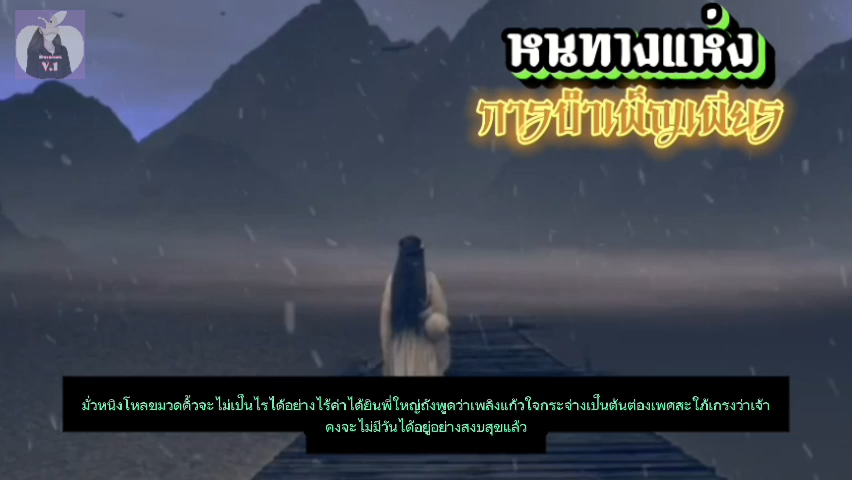 V.1
หนทางแห่ง
การบำเพ็ญเพียร
มั่วหนิงโหลขมวดคิ้วจะไม่เป็นไรได้อย่างไรค่าได้ยินพี่ใหญ่ถังพูดว่าเพลิงแก้วใจกระจ่างเป็นต้นต่องเพศสะใภ้เกรงว่าเจ้า
คงจะไม่มีวันได้อยู่อย่างสงบสุขแล้ว